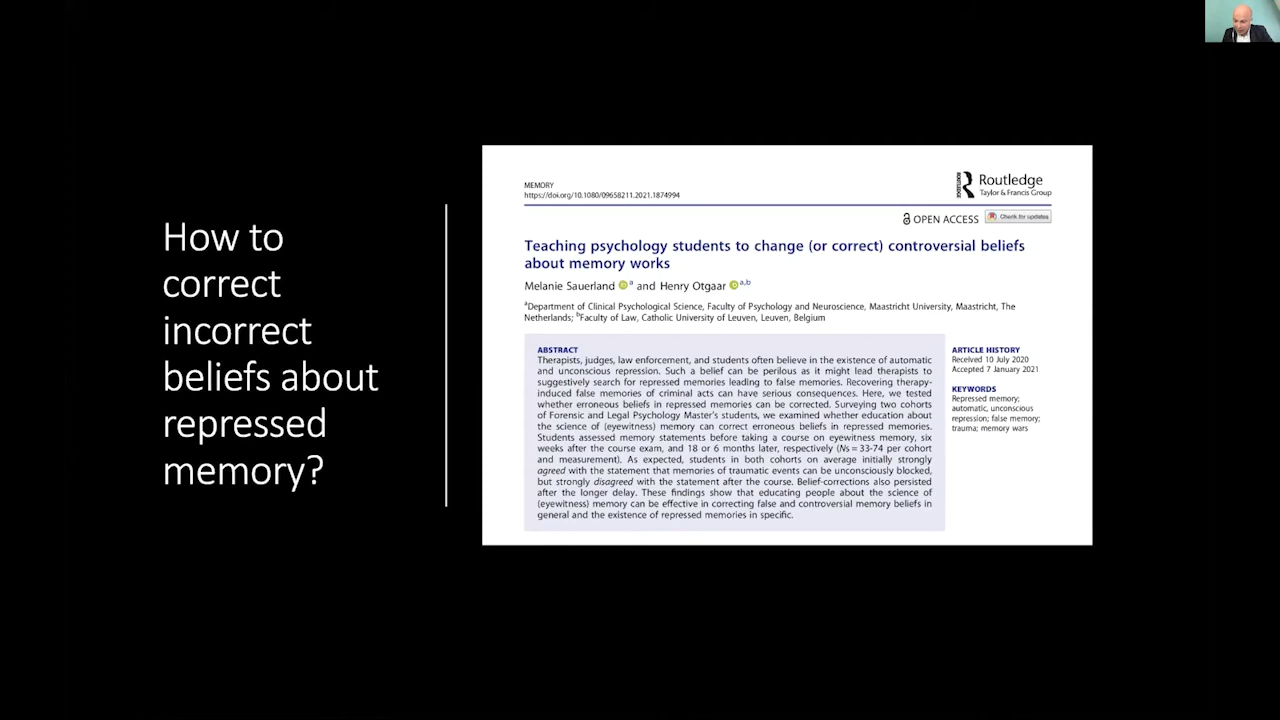 How to
correct
incorrect
beliefs about
repressed
memory?
MEMORY
https://doi.org/10.1080/09658211.2021.1874994
Routledge
Taylor & Francis Group
OPEN ACCESS
Check for updates
Teaching psychology students to change (or correct) controversial beliefs
about memory works
Melanie Sauerland a and Henry Otgaar a,b
aDepartment of Clinical Psychological Science, Faculty of Psychology and Neuroscience, Maastricht University, Maastricht, The
Netherlands; bFaculty of Law, Catholic University of Leuven, Leuven, Belgium
ABSTRACT
Therapists, judges, law enforcement, and students often believe in the existence of automatic
and unconscious repression. Such a belief can be perilous as it might lead therapists to
suggestively search for repressed memories leading to false memories. Recovering therapy-
induced false memories of criminal acts can have serious consequences. Here, we tested
whether erroneous beliefs in repressed memories can be corrected. Surveying two cohorts
of Forensic and Legal Psychology Master's students, we examined whether education about
the science of (eyewitness) memory can correct erroneous beliefs in repressed memories.
Students assessed memory statements before taking a course on eyewitness memory, six
weeks after the course exam, and 18 or 6 months later, respectively (Ns = 33-74 per cohort
and measurement). As expected, students in both cohorts on average initially strongly
agreed with the statement that memories of traumatic events can be unconsciously blocked,
but strongly disagreed with the statement after the course. Belief-corrections also persisted
after the longer delay. These findings show that educating people about the science of
(eyewitness) memory can be effective in correcting false and controversial memory beliefs in
general and the existence of repressed memories in specific.
ARTICLE HISTORY
Received 10 July 2020
Accepted 7 January 2021
KEYWORDS
Repressed memory;
automatic, unconscious
repression; false memory;
trauma; memory wars